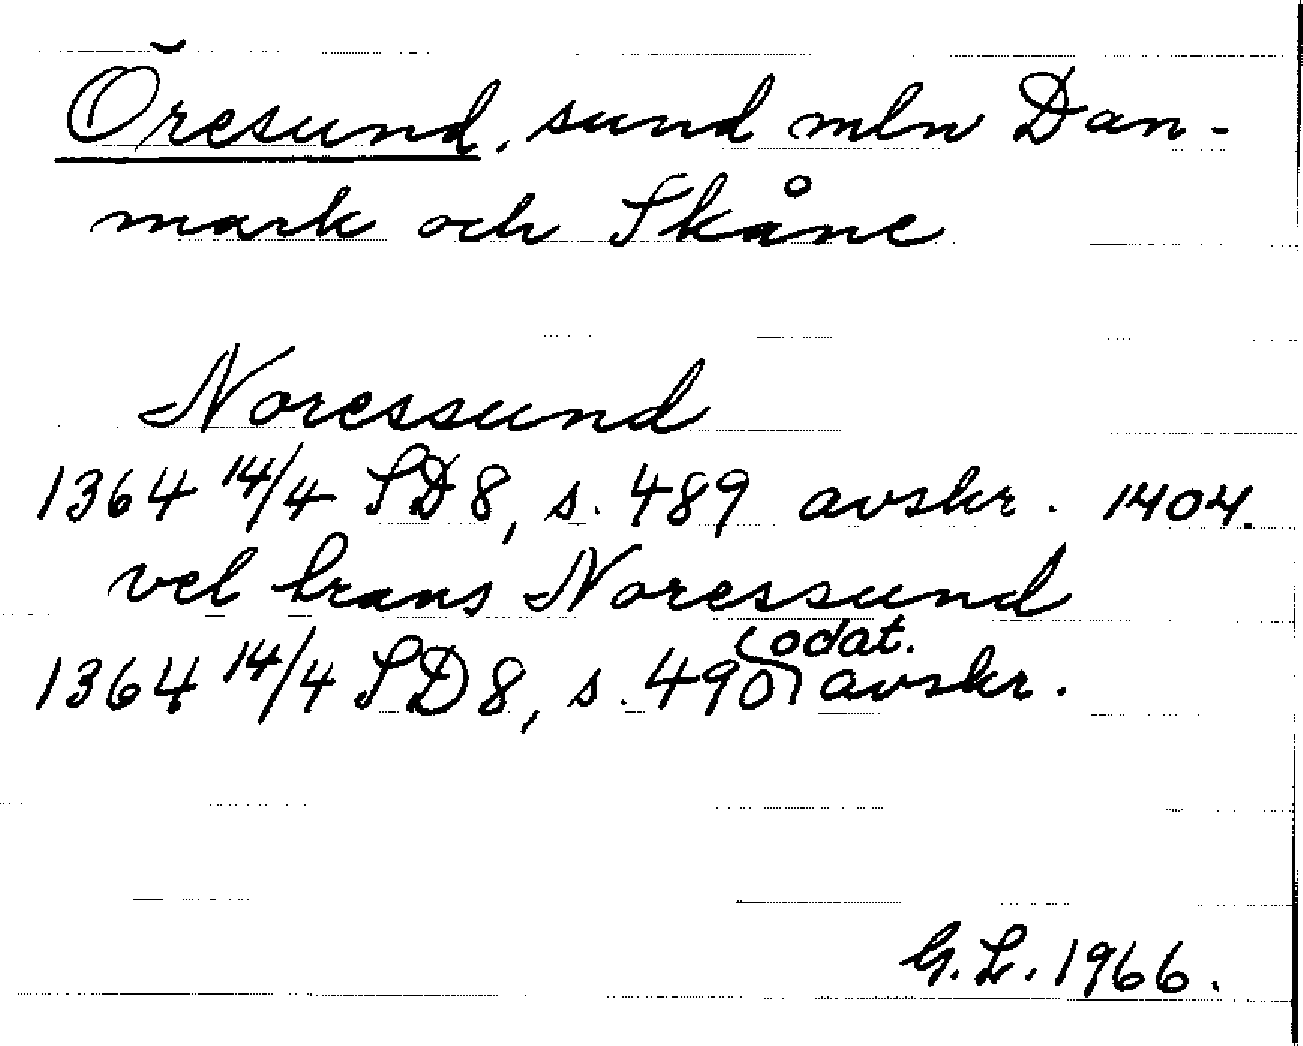 Öresund, sund mln Dan-
mark och Skåne
Noressund
1364 14/4 SD8, s. 489 avskr. 1404.
vel trans Noressund
1364 14/4 SD8, s. 490, odat. avskr.
G. L. 1966.